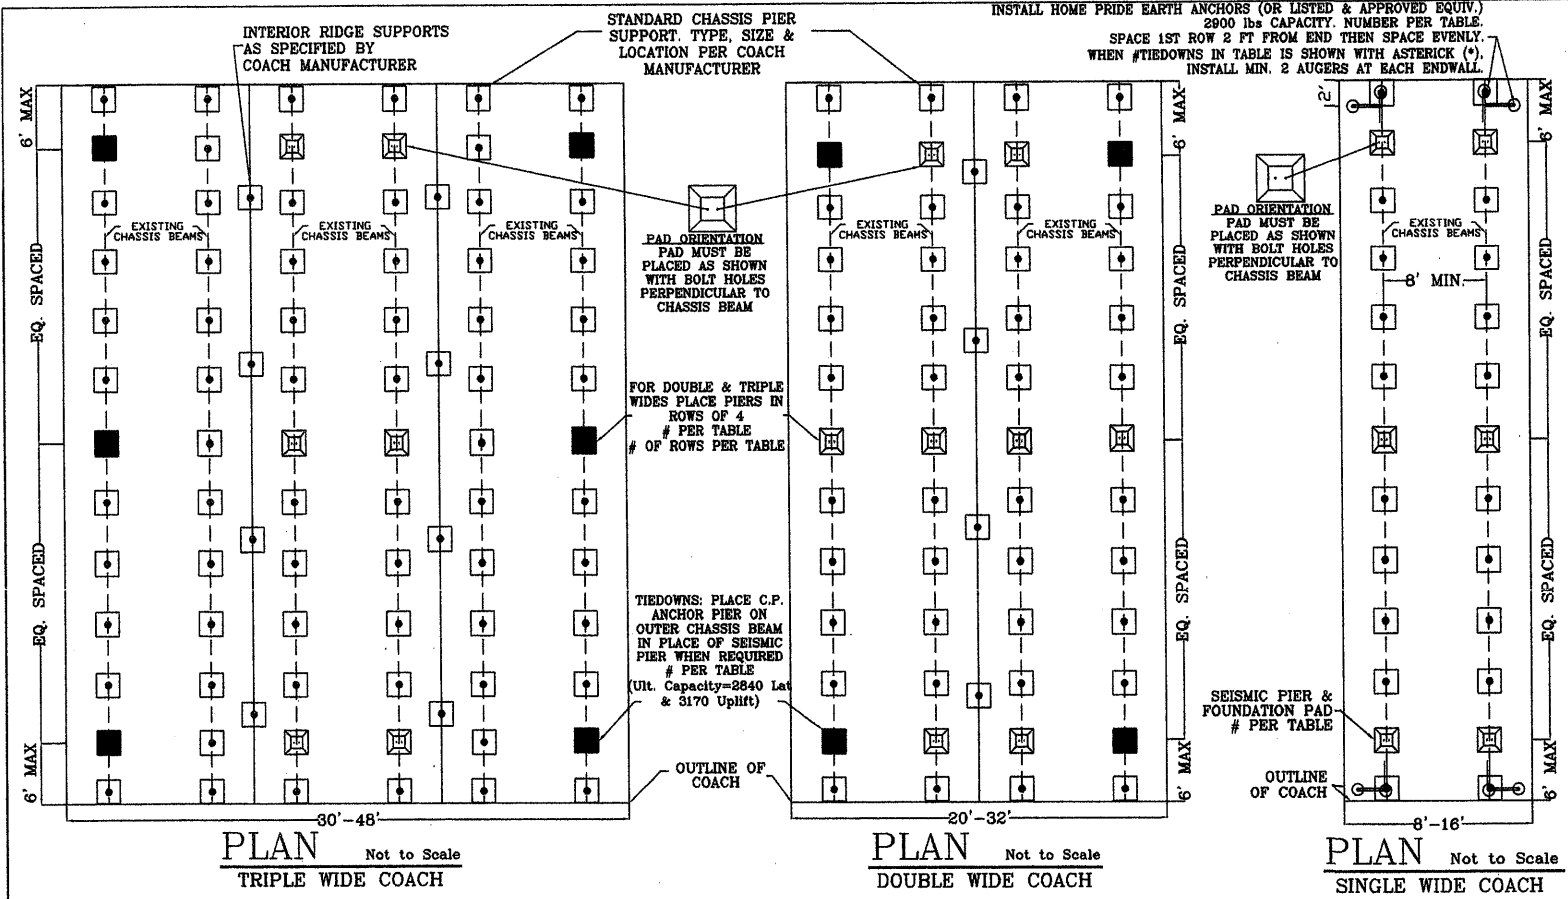 INTERIOR RIDGE SUPPORTS
AS SPECIFIED BY
COACH MANUFACTURER
STANDARD CHASSIS PIER
SUPPORT. TYPE, SIZE &
LOCATION PER COACH
MANUFACTURER
INSTALL HOME PRIDE EARTH ANCHORS (OR LISTED & APPROVED EQUIV.)
2900 lbs CAPACITY. NUMBER PER TABLE.
SPACE 1ST ROW 2 FT FROM END THEN SPACE EVENLY.
WHEN #TIEDOWNS IN TABLE IS SHOWN WITH ASTERICK (*),
INSTALL MIN. 2 AUGERS AT EACH ENDWALL.
6' MAX
EQ. SPACED
EQ. SPACED
6' MAX
EXISTING
CHASSIS BEAMS
EXISTING
CHASSIS BEAMS
EXISTING
CHASSIS BEAMS
PAD ORIENTATION
PAD MUST BE
PLACED AS SHOWN
WITH BOLT HOLES
PERPENDICULAR TO
CHASSIS BEAM
FOR DOUBLE & TRIPLE
WIDES PLACE PIERS IN
ROWS OF 4
# PER TABLE
# OF ROWS PER TABLE
TIEDOWNS: PLACE C.P.
ANCHOR PIER ON
OUTER CHASSIS BEAM
IN PLACE OF SEISMIC
PIER WHEN REQUIRED
# PER TABLE
(Ult. Capacity=2840 Lat
& 3170 Uplift)
OUTLINE OF
COACH
30'-48'
PLAN Not to Scale
TRIPLE WIDE COACH
EXISTING
CHASSIS BEAMS
EXISTING
CHASSIS BEAMS
6' MAX
EQ. SPACED
EQ. SPACED
6' MAX
20'-32'
PLAN Not to Scale
DOUBLE WIDE COACH
2'
PAD ORIENTATION
PAD MUST BE
PLACED AS SHOWN
WITH BOLT HOLES
PERPENDICULAR TO
CHASSIS BEAM
EXISTING
CHASSIS BEAMS
8' MIN.
6' MAX
EQ. SPACED
EQ. SPACED
6' MAX
SEISMIC PIER &
FOUNDATION PAD
# PER TABLE
OUTLINE
OF COACH
8'-16'
PLAN Not to Scale
SINGLE WIDE COACH